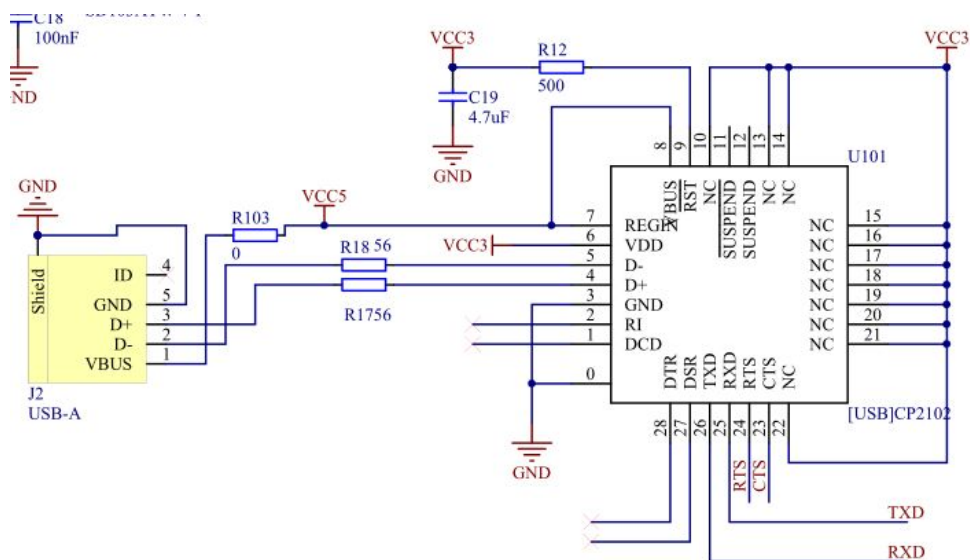 C18
100nF
GND
VCC3
R12
500
C19
4.7uF
GND
VCC3
8
9
10
11
12
13
14
U101
VBUS
RST
NC
SUSPEND
SUSPEND
NC
NC
GND
VCC5
R103
0
R18 56
VCC3
R1756
7 REGIN
6 VDD
5 D-
4 D+
3 GND
2 RI
1 DCD
0
NC 15
NC 16
NC 17
NC 18
NC 19
NC 20
NC 21
Shield
ID 4
GND 5
D+ 3
D- 2
VBUS 1
J2
USB-A
DTR
DSR
TXD
RXD
RTS
CTS
NC
[USB]CP2102
28
27
26
25
24
23
22
GND
RTS
CTS
TXD
RXD